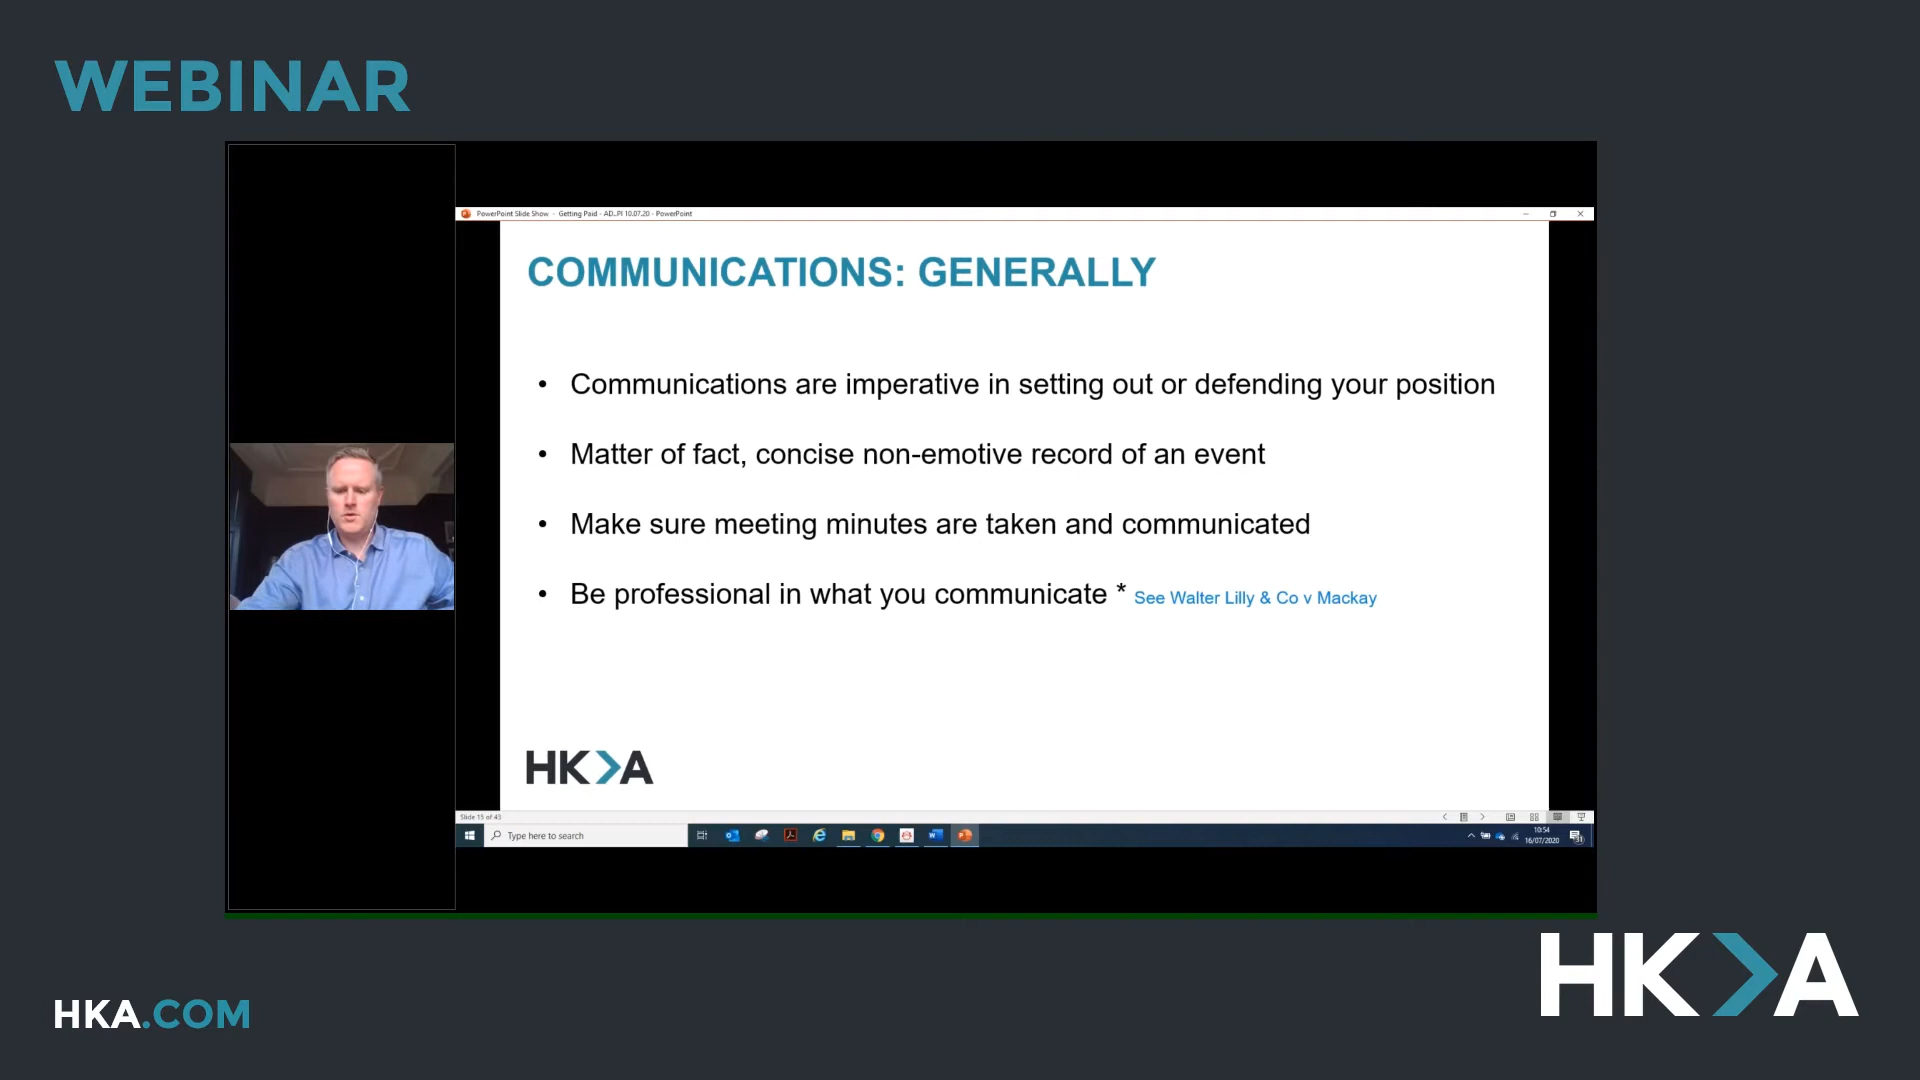 WEBINAR
PowerPoint Slide Show - Getting Paid - AD_PI 10.07.20 - PowerPoint
COMMUNICATIONS: GENERALLY
• Communications are imperative in setting out or defending your position
• Matter of fact, concise non-emotive record of an event
• Make sure meeting minutes are taken and communicated
• Be professional in what you communicate * See Walter Lilly & Co v Mackay
HKA
Slide 15 of 43
Type here to search
10:54
16/07/2020
HKA
HKA.COM